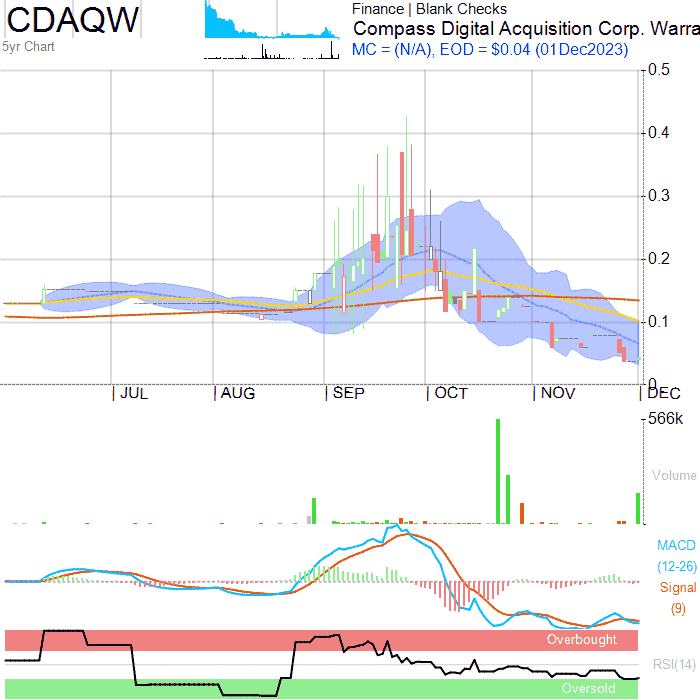 CDAQW
5yr Chart
Finance | Blank Checks
Compass Digital Acquisition Corp. Warra
MC = (N/A), EOD = $0.04 (01Dec2023)
0.5
0.4
0.3
0.2
0.1
0
JUL
AUG
SEP
OCT
NOV
DEC
566k
Volume
MACD
(12-26)
Signal
(9)
Overbought
RSI(14)
Oversold